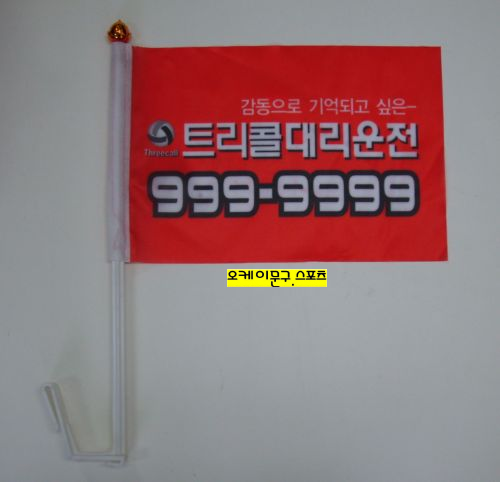 감동으로 기억되고 싶은-
트리콜대리운전
Threecall
999-9999
오케이문구.스포츠